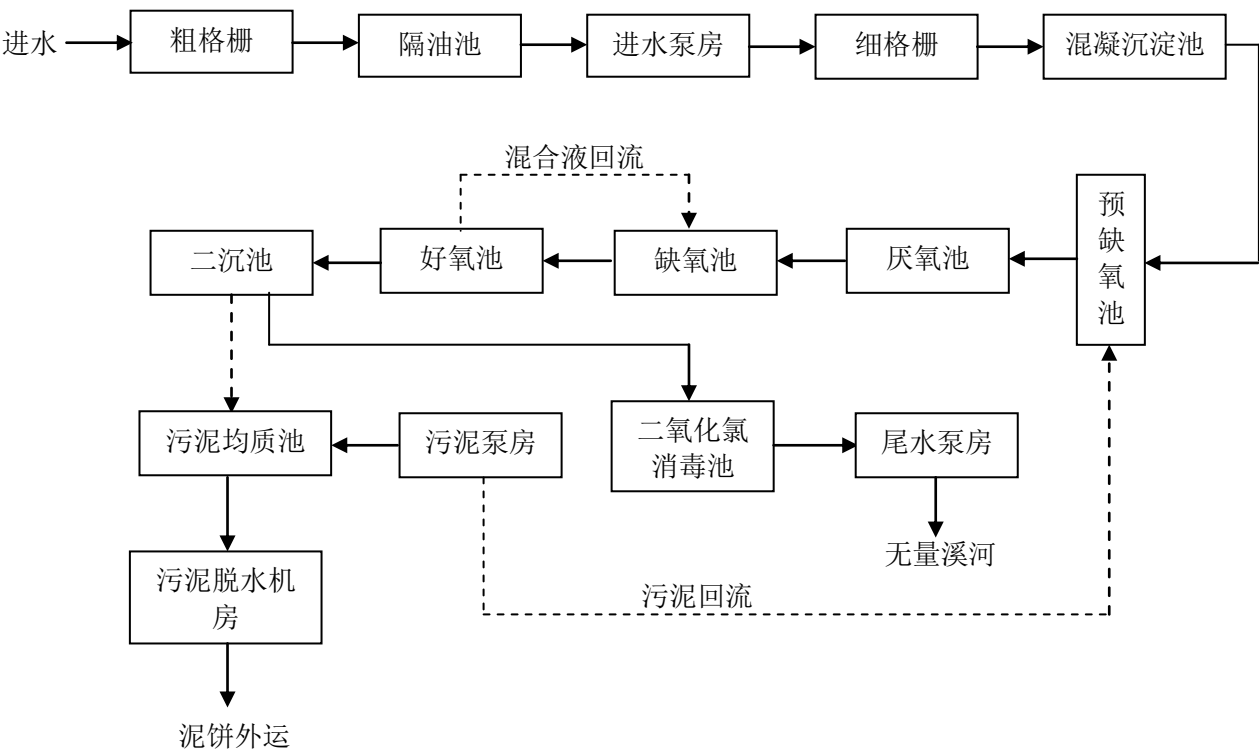 进水
粗格栅
隔油池
进水泵房
细格栅
混凝沉淀池
混合液回流
二沉池
好氧池
缺氧池
厌氧池
预
缺
氧
池
污泥均质池
污泥泵房
二氧化氯
消毒池
尾水泵房
无量溪河
污泥脱水机
房
污泥回流
泥饼外运